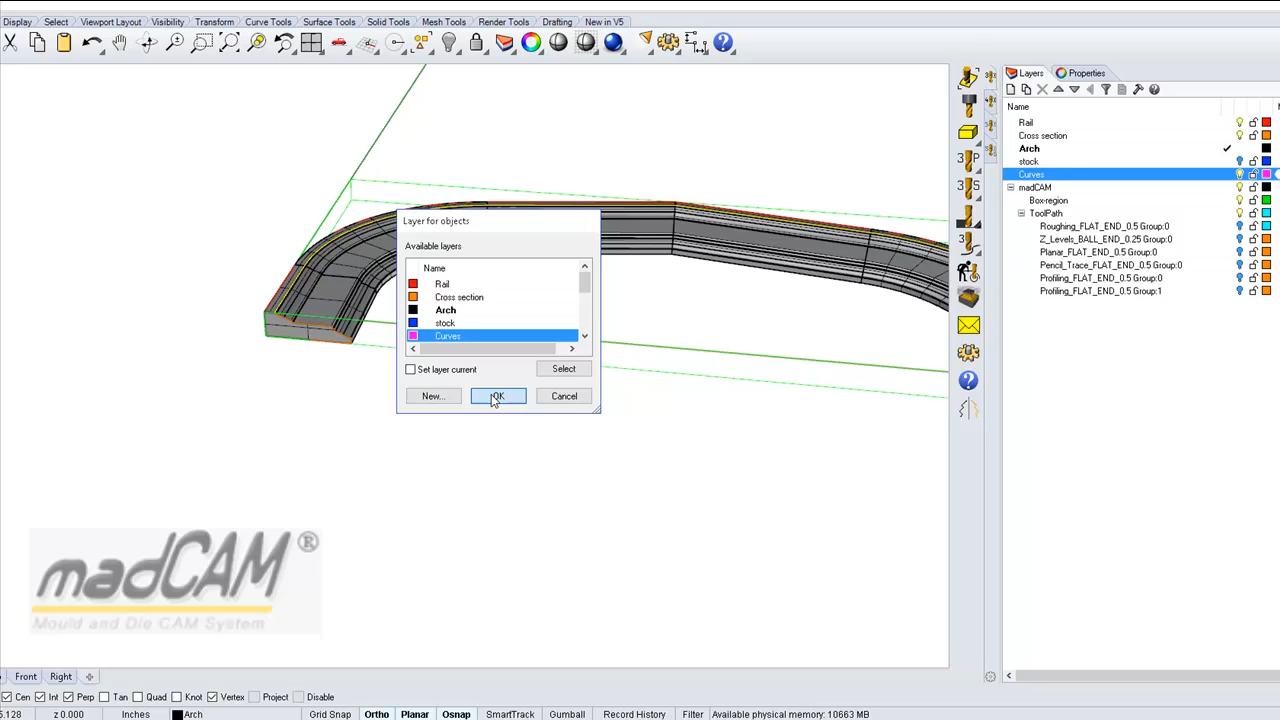 Display Select Viewport Layout Visibility Transform Curve Tools Surface Tools Solid Tools Mesh Tools Render Tools Drafting New in V5
Layers Properties
Name
Rail
Cross section
Arch
stock
Curves
madCAM
Box-region
ToolPath
Roughing_FLAT_END_0.5 Group:0
Z_Levels_BALL_END_0.25 Group:0
Planar_FLAT_END_0.5 Group:0
Pencil_Trace_FLAT_END_0.5 Group:0
Profiling_FLAT_END_0.5 Group:0
Profiling_FLAT_END_0.5 Group:1
Layer for objects
Available layers
Name
Rail
Cross section
Arch
stock
Curves
Set layer current
Select
New... OK Cancel
madCAM ®
Mould and Die CAM System
Front Right
Cen Int Perp Tan Quad Knot Vertex Project Disable
5.128 z 0.000 Inches Arch Grid Snap Ortho Planar Osnap SmartTrack Gumball Record History Filter Available physical memory: 10663 MB